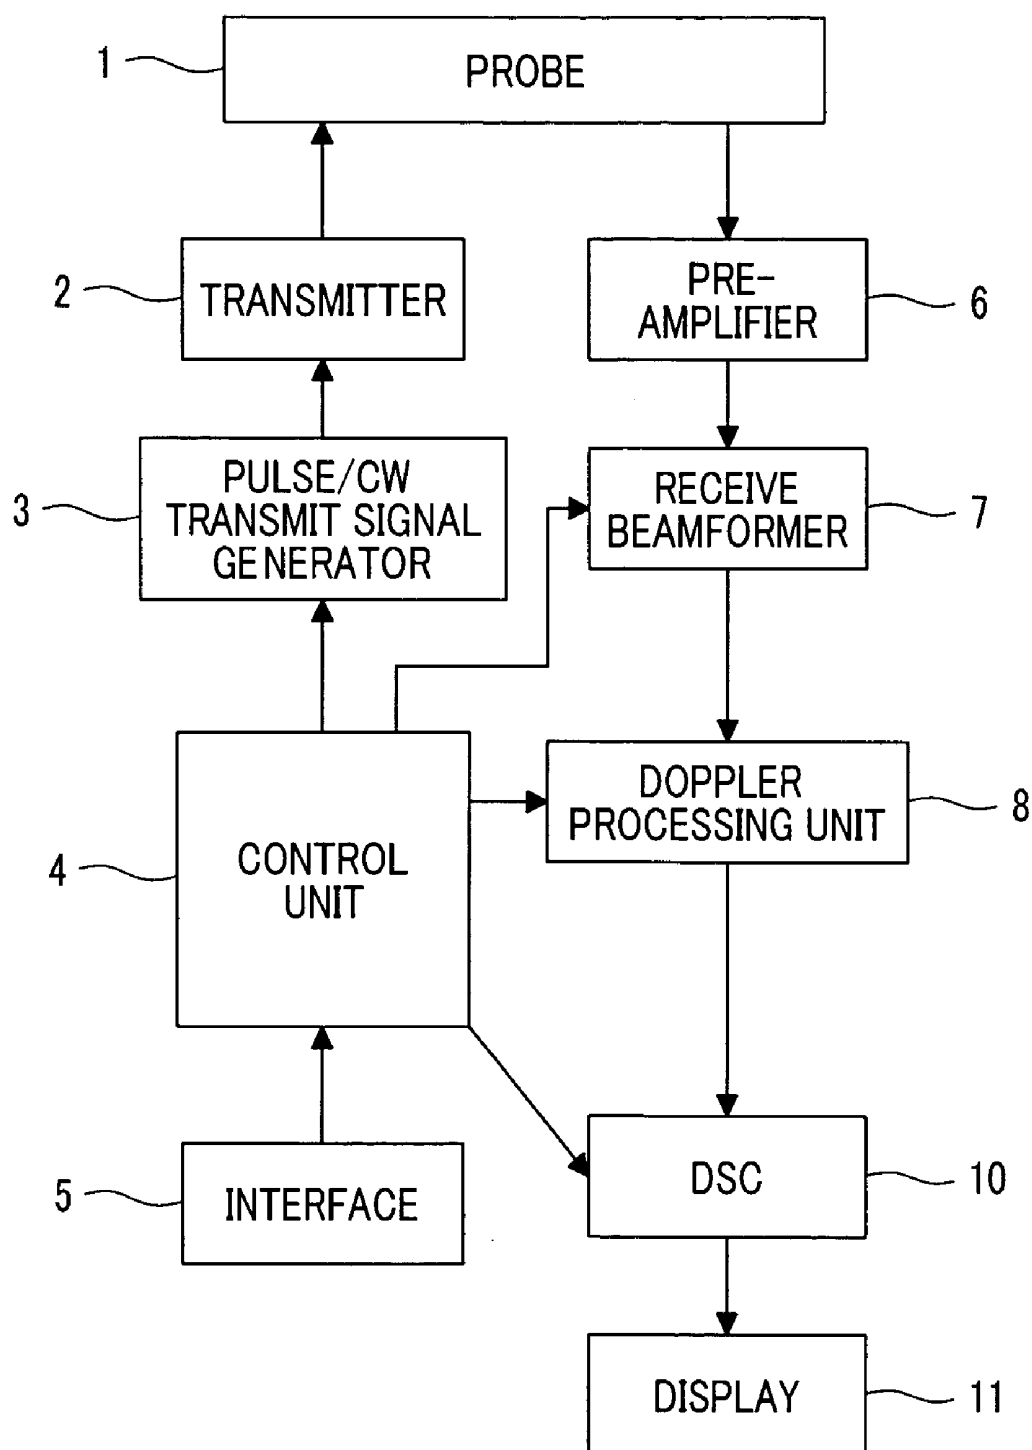 1
PROBE
2
TRANSMITTER
PRE-
AMPLIFIER
6
3
PULSE/CW
TRANSMIT SIGNAL
GENERATOR
RECEIVE
BEAMFORMER
7
4
CONTROL
UNIT
DOPPLER
PROCESSING UNIT
8
5
INTERFACE
DSC
10
DISPLAY
11